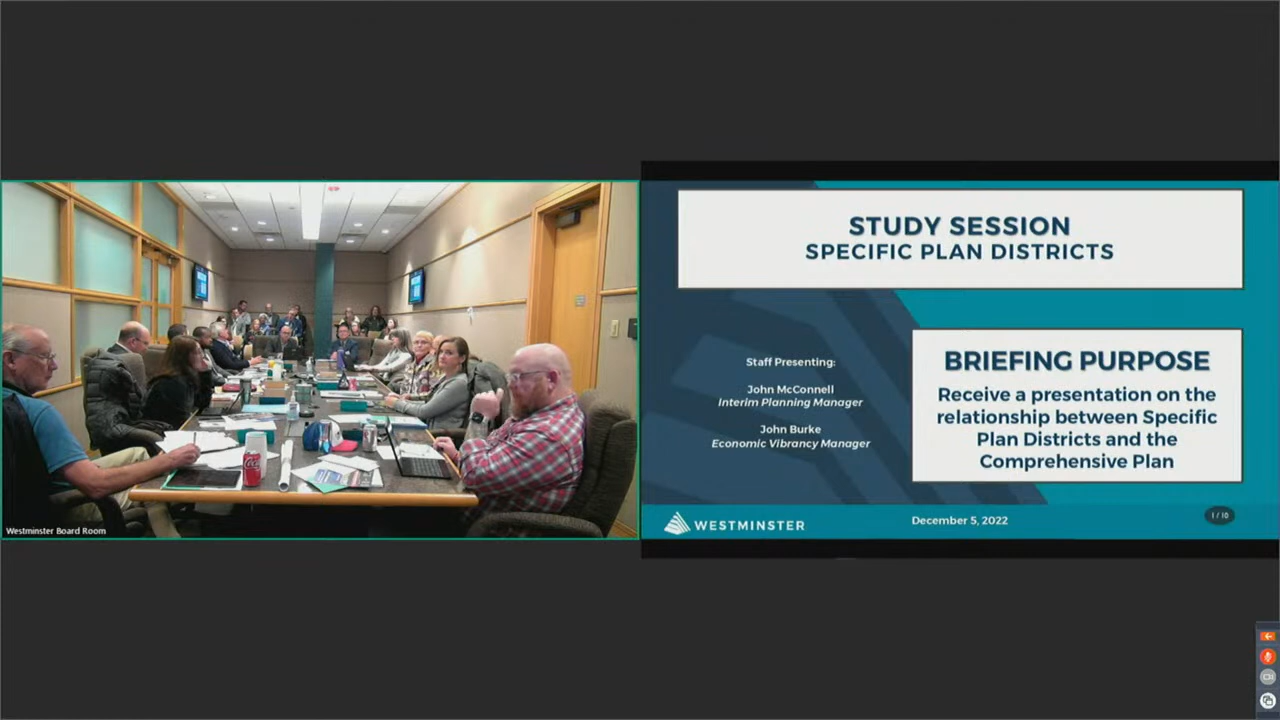 STUDY SESSION
SPECIFIC PLAN DISTRICTS
Staff Presenting:
John McConnell
Interim Planning Manager
John Burke
Economic Vibrancy Manager
BRIEFING PURPOSE
Receive a presentation on the
relationship between Specific
Plan Districts and the
Comprehensive Plan
WESTMINSTER
December 5, 2022
1 / 10
Westminster Board Room